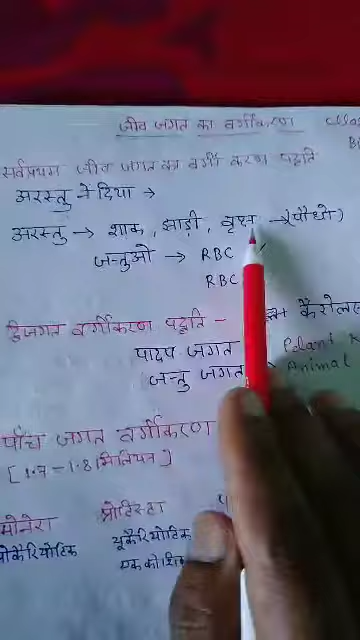 जीव जगत का वर्गीकरण
सर्वप्रथम जीव जगत का वर्गीकरण पद्धति
अरस्तु ने दिया →
अरस्तु → शाक, झाड़ी, वृक्ष → (पौधो)
जन्तुओ → RBC
RBC
द्विजगत वर्गीकरण पद्धति -
पादप जगत Pelant K
जन्तु जगत Animal
पाँच जगत वर्गीकरण
[1.7 - 1.8 मिलियन]
मोनेरा प्रोटिस्टा
प्रोकैरियोटिक यूकैरियोटिक
एककोशि